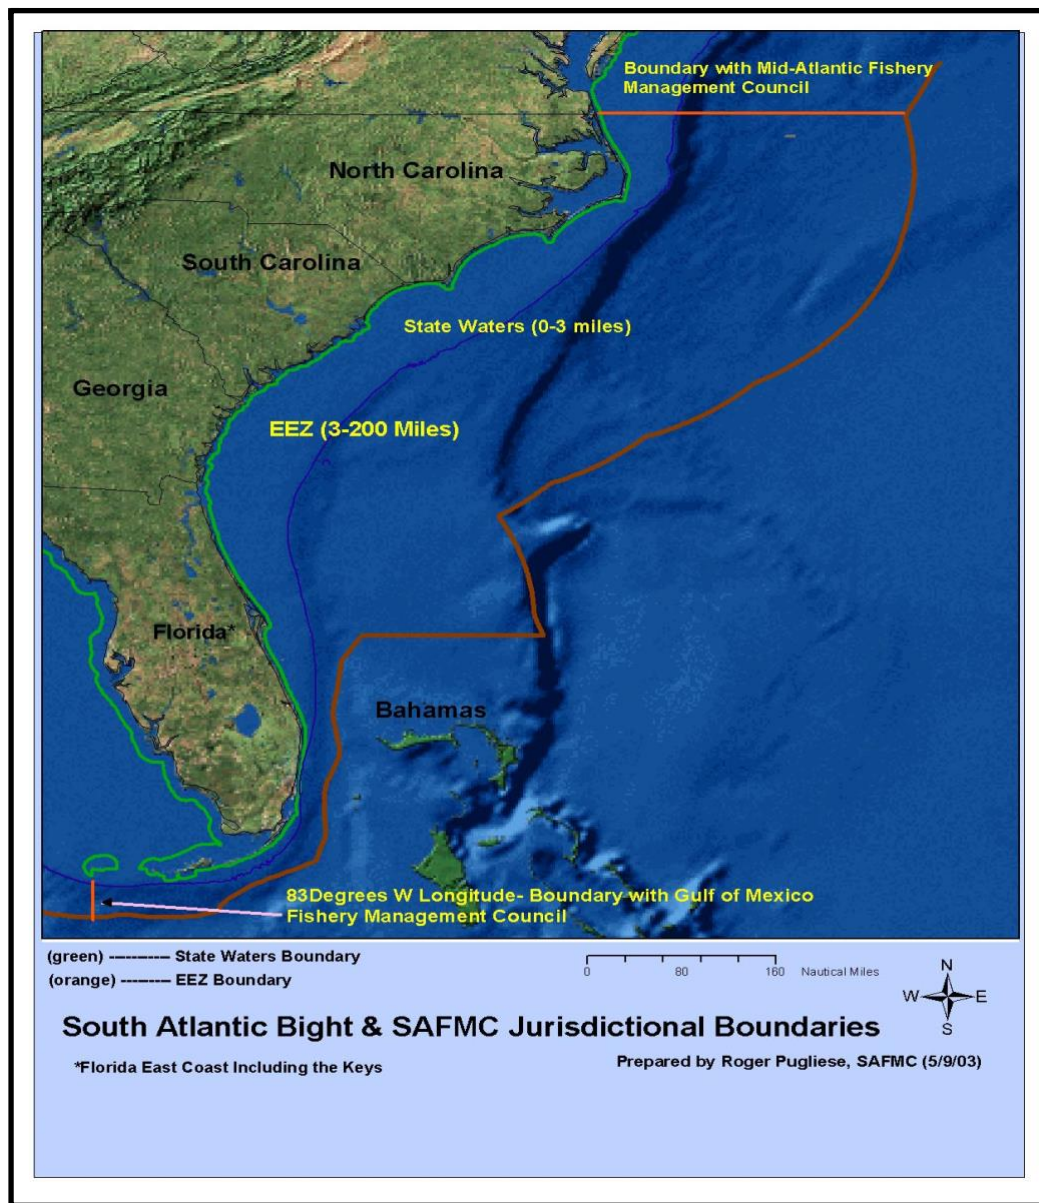 Boundary with Mid-Atlantic Fishery
Management Council
North Carolina
South Carolina
State Waters (0-3 miles)
Georgia
EEZ (3-200 Miles)
Florida*
Bahamas
83Degrees W Longitude- Boundary with Gulf of Mexico
Fishery Management Council
(green) ----------- State Waters Boundary
(orange) --------- EEZ Boundary
0 80 160 Nautical Miles
N
W E
S
South Atlantic Bight & SAFMC Jurisdictional Boundaries
*Florida East Coast Including the Keys
Prepared by Roger Pugliese, SAFMC (5/9/03)